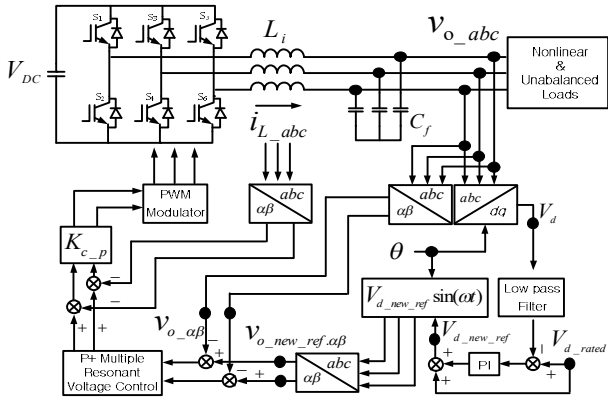 S₁
S₃
S₃
V_DC
S₂
S₄
S₆
L_i
v_o_abc
Nonlinear
&
Unabalanced
Loads
i_L_abc
C_f
PWM
Modulator
abc
αβ
abc
αβ
abc
dq
V_d
K_c_p
θ
V_d_new_ref sin(ωt)
Low pass
Filter
−
−
+
+
v_o_αβ
−
−
v_o_new_ref.αβ
V_d_new_ref
V_d_rated
P+ Multiple
Resonant
Voltage Control
+
+
abc
αβ
+
+
PI
−
+